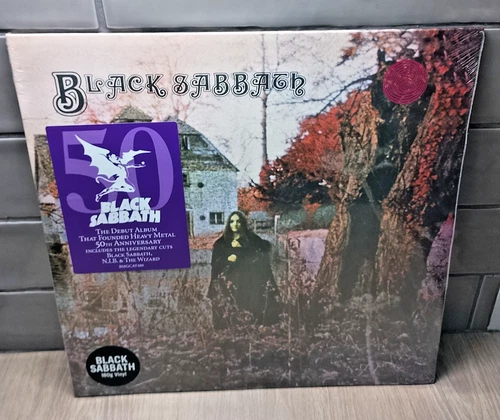 BLACK SABBATH
50
BLACK
SABBATH
THE DEBUT ALBUM
THAT FOUNDED HEAVY METAL
50TH ANNIVERSARY
INCLUDES THE LEGENDARY CUTS
BLACK SABBATH,
N.I.B. & THE WIZARD
BLACK
SABBATH
180g Vinyl